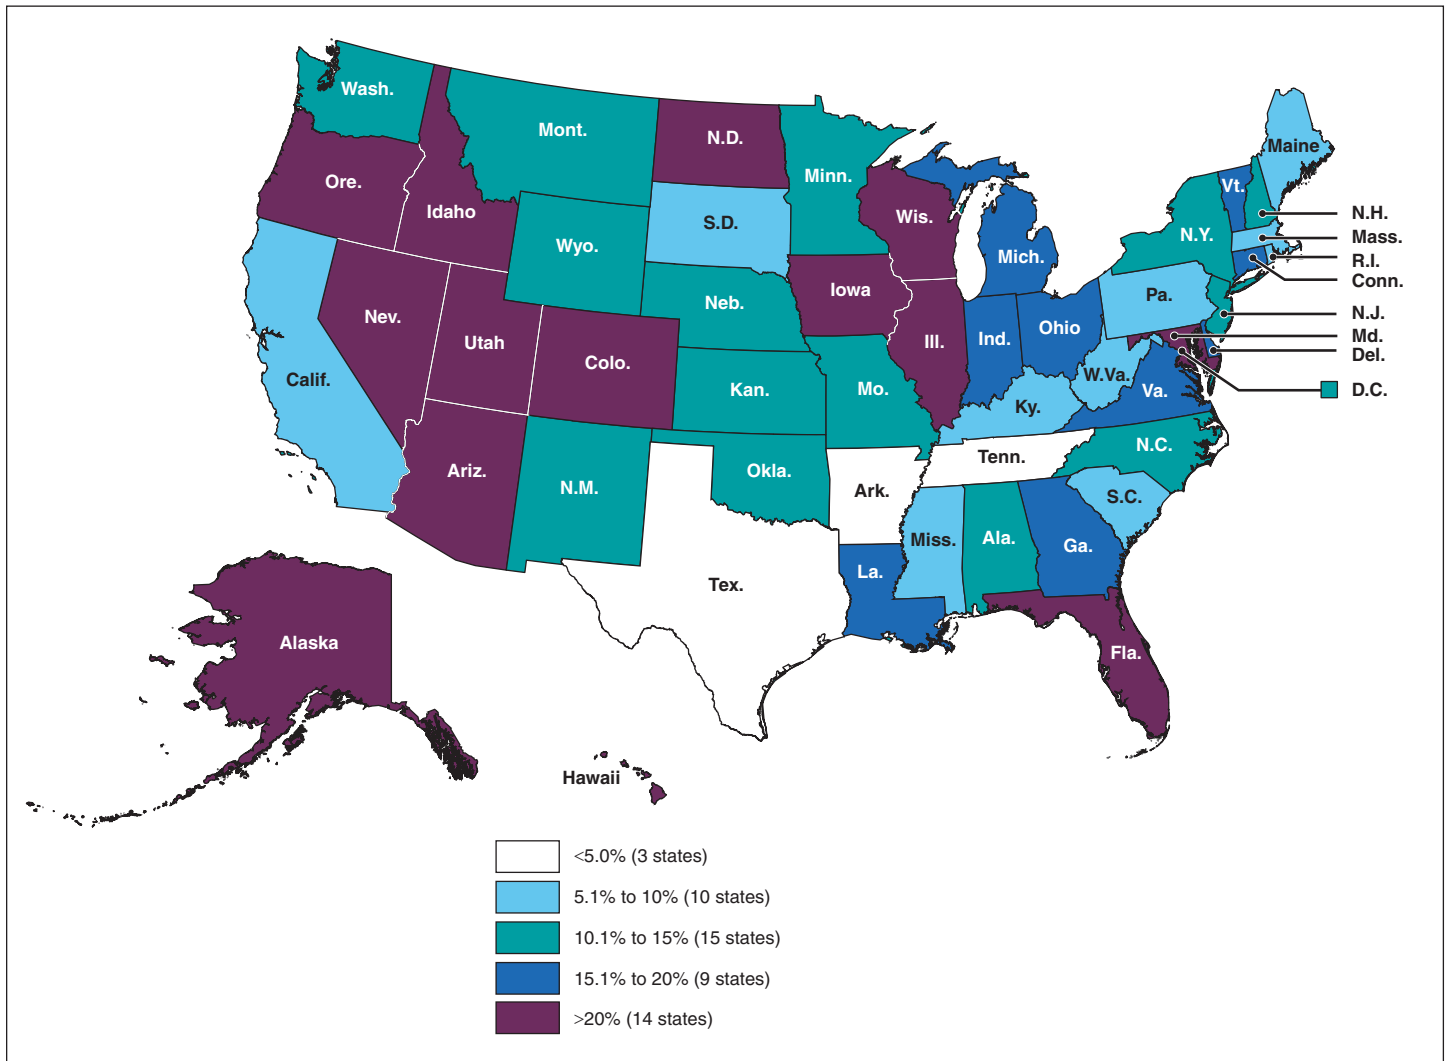 Wash.
Mont.
N.D.
Minn.
Maine
Ore.
Idaho
Wis.
Vt.
S.D.
Wyo.
N.H.
N.Y.
Mass.
Mich.
R.I.
Conn.
Iowa
Neb.
Pa.
Nev.
N.J.
Utah
Ill.
Ind.
Ohio
Md.
Del.
Colo.
Calif.
W.Va.
Kan.
Mo.
Va.
D.C.
Ky.
N.C.
Tenn.
Ariz.
Okla.
N.M.
Ark.
S.C.
Miss.
Ala.
Ga.
La.
Tex.
Alaska
Fla.
Hawaii
<5.0% (3 states)
5.1% to 10% (10 states)
10.1% to 15% (15 states)
15.1% to 20% (9 states)
>20% (14 states)